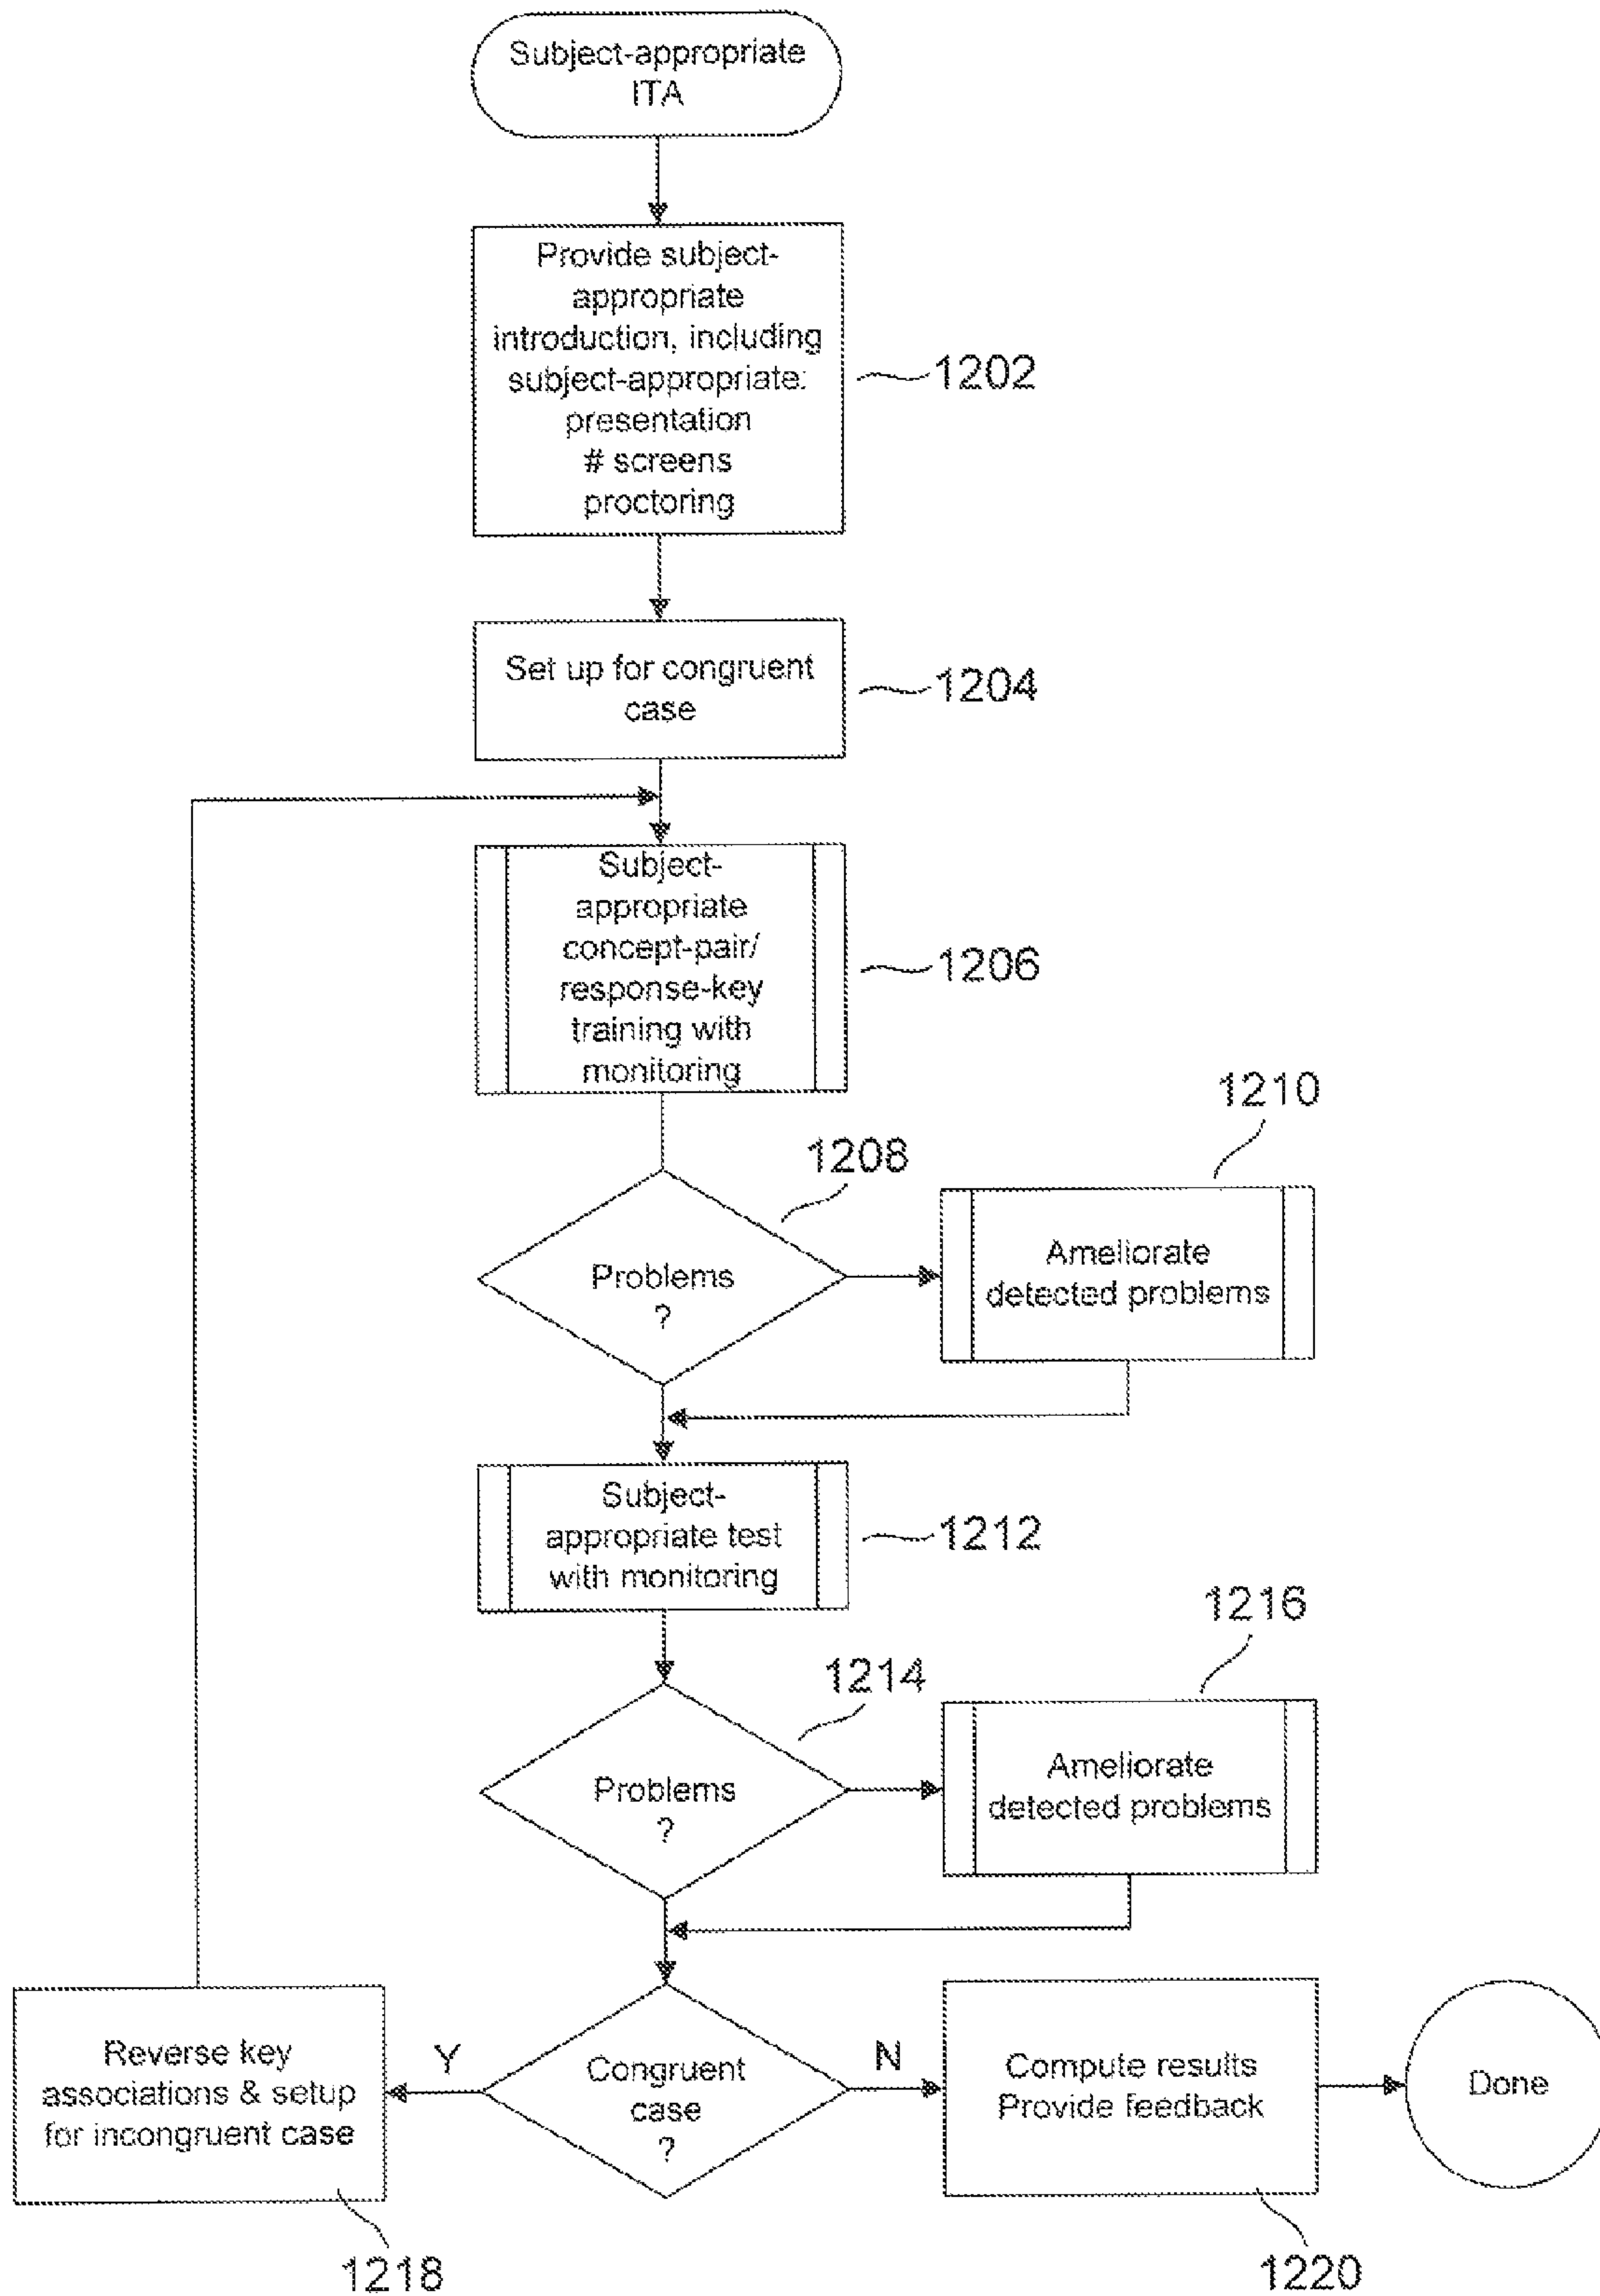 Subject-appropriate
ITA
Provide subject-
appropriate
introduction, including
subject-appropriate:
presentation
# screens
proctoring
1202
Set up for congruent
case
1204
Subject-
appropriate
concept-pair/
response-key
training with
monitoring
1206
1208
Problems
?
1210
Ameliorate
detected problems
Subject-
appropriate test
with monitoring
1212
1214
Problems
?
1216
Ameliorate
detected problems
Reverse key
associations & setup
for incongruent case
1218
Y
Congruent
case
?
N
Compute results
Provide feedback
1220
Done